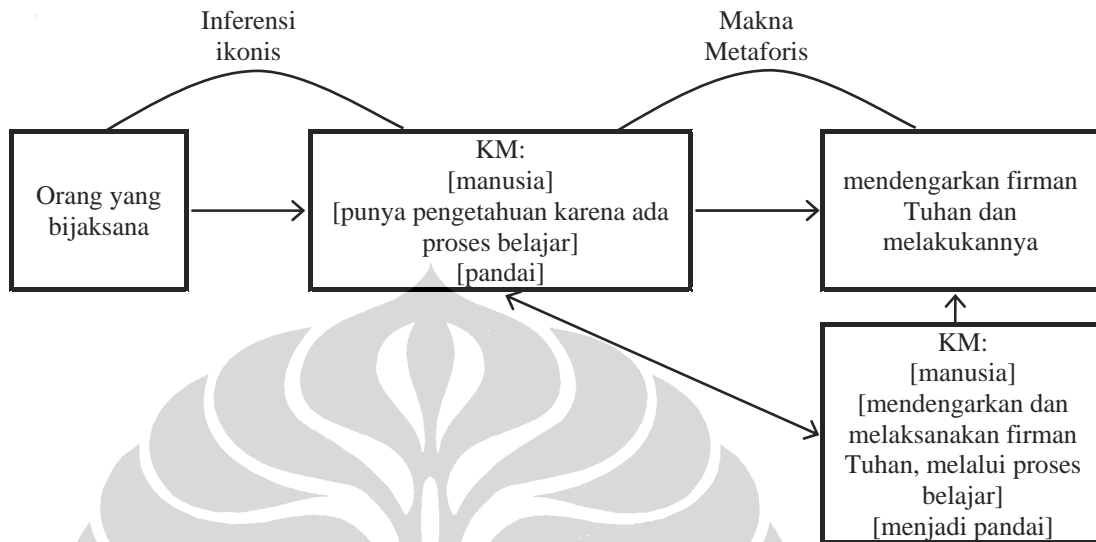 Inferensi
ikonis
Makna
Metaforis
Orang yang
bijaksana
KM:
[manusia]
[punya pengetahuan karena ada
proses belajar]
[pandai]
mendengarkan firman
Tuhan dan
melakukannya
KM:
[manusia]
[mendengarkan dan
melaksanakan firman
Tuhan, melalui proses
belajar]
[menjadi pandai]